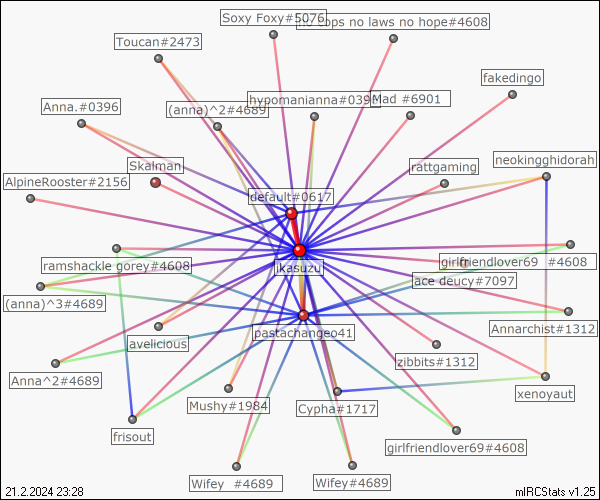 Soxy Foxy#5076
no cops no laws no hope#4608
Toucan#2473
fakedingo
Anna.#0396
(anna)^2#4689
hypomanianna#0396
Mad #6901
Skalman
rattgaming
neokingghidorah
AlpineRooster#2156
default#0617
ramshackle gorey#4608
ikasuzu
girlfriendlover69 #4608
ace deucy#7097
(anna)^3#4689
pastachangeo41
Annarchist#1312
avelicious
zibbits#1312
Anna^2#4689
xenoyaut
Mushy#1984
Cypha#1717
frisout
girlfriendlover69#4608
Wifey #4689
Wifey#4689
21.2.2024 23:28
mIRCStats v1.25